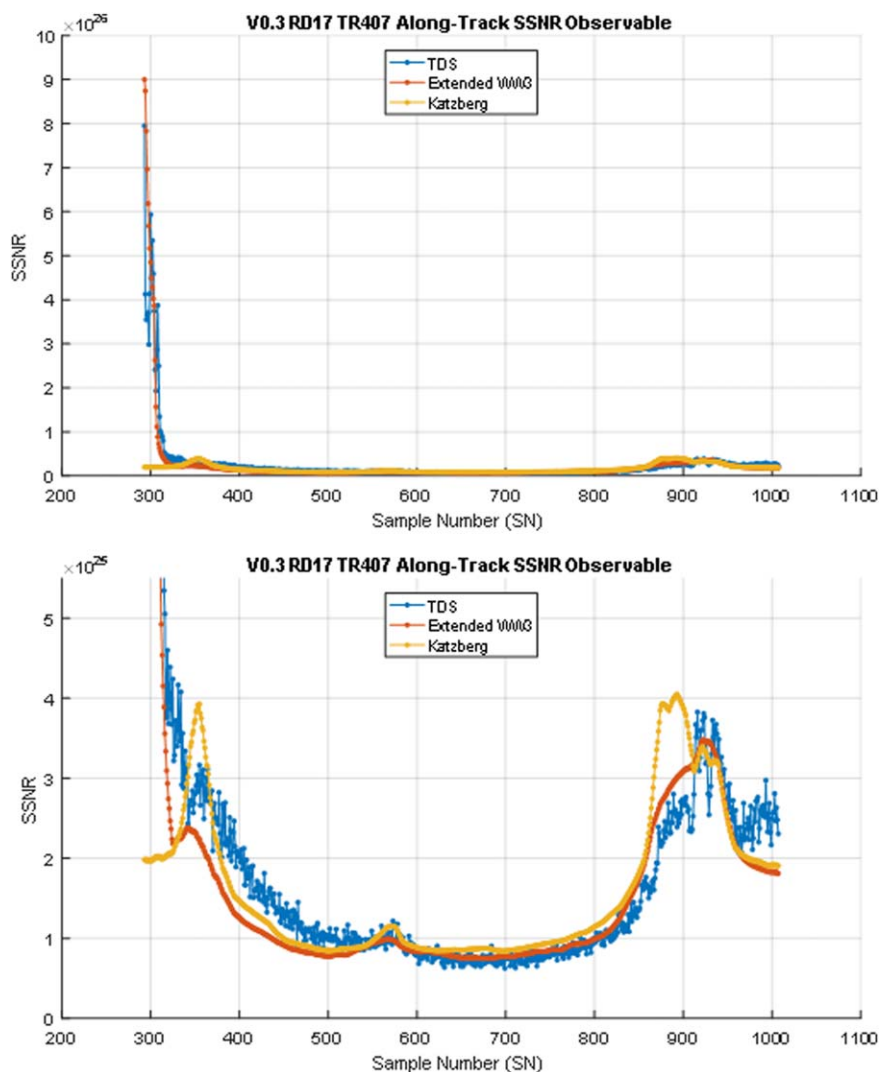 V0.3 RD17 TR407 Along-Track SSNR Observable
×10^26
TDS
Extended WW3
Katzberg
10
9
8
7
6
5
4
3
2
1
0
SSNR
200 300 400 500 600 700 800 900 1000 1100
Sample Number (SN)
V0.3 RD17 TR407 Along-Track SSNR Observable
×10^25
TDS
Extended WW3
Katzberg
5
4
3
2
1
0
SSNR
200 300 400 500 600 700 800 900 1000 1100
Sample Number (SN)